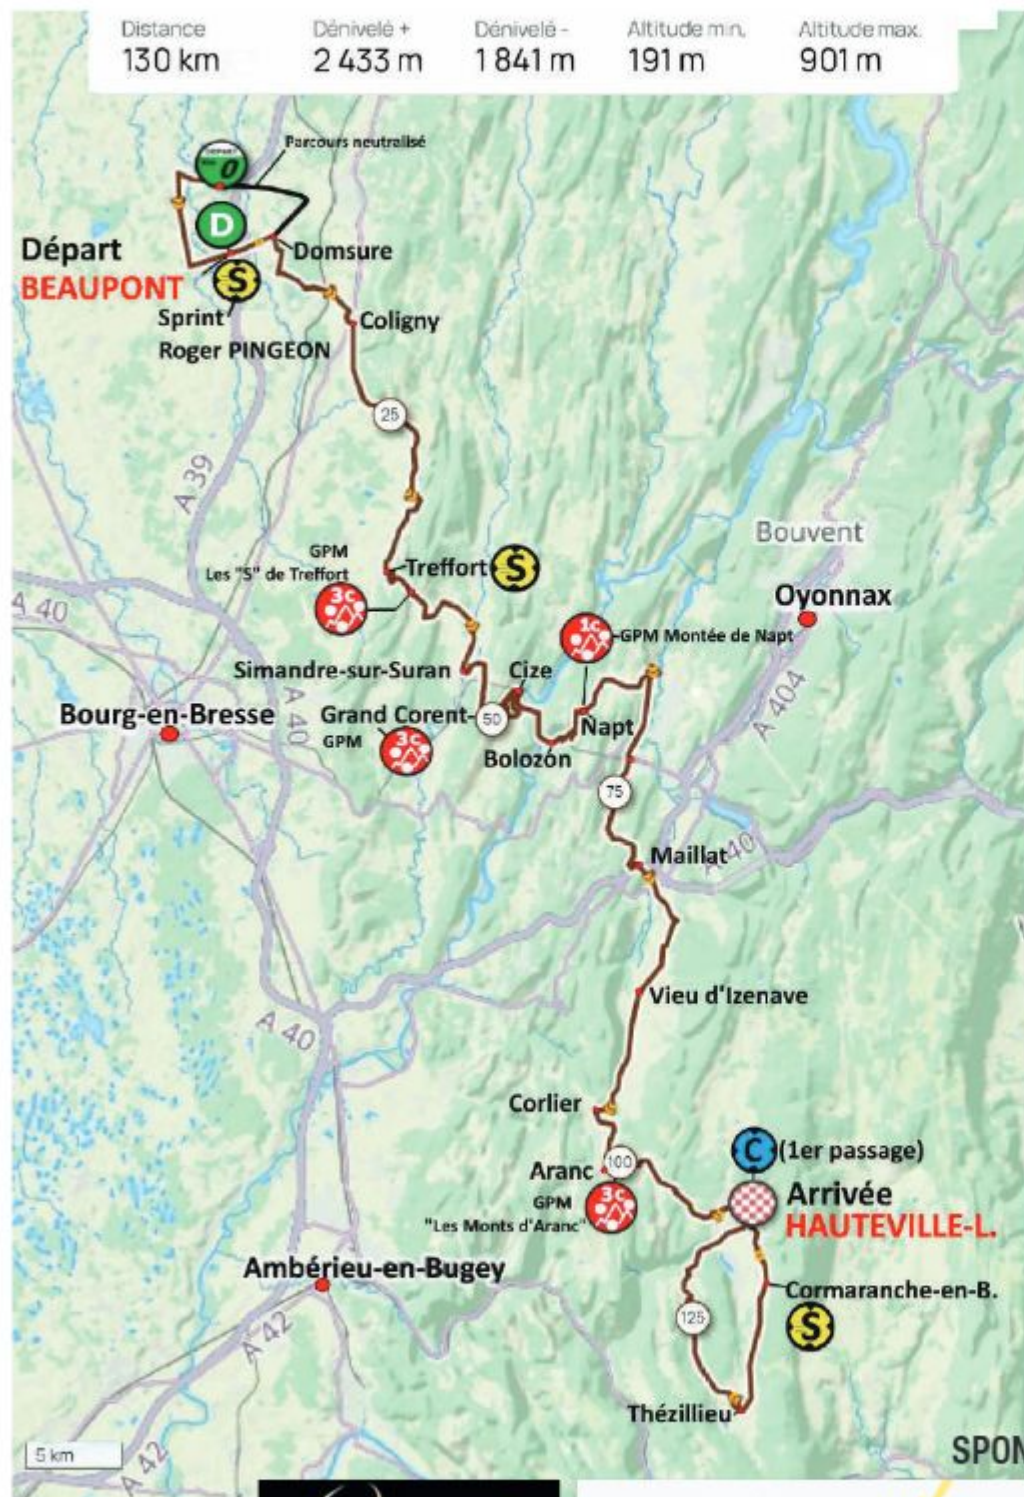 Distance
130 km
Dénivelé +
2 433 m
Dénivelé -
1 841 m
Altitude min.
191 m
Altitude max.
901 m
Parcours neutralisé
0
D
Départ
BEAUPONT
Domsure
S
Sprint
Roger PINGEON
Coligny
25
A 39
Bouvent
GPM
Les "S" de Treffort
3c
Treffort
S
Oyonnax
A 40
1c
GPM Montée de Napt
Simandre-sur-Suran
Cize
A 404
A 40
Bourg-en-Bresse
Grand Corent
GPM
3c
50
Napt
Bolozon
75
Maillat
A 40
Vieu d'Izenave
A 40
Corlier
Aranc
100
GPM
"Les Monts d'Aranc"
3c
C
(1er passage)
Arrivée
HAUTEVILLE-L.
Ambérieu-en-Bugey
Cormaranche-en-B.
S
125
A 42
Thézillieu
5 km
A 42
SPON